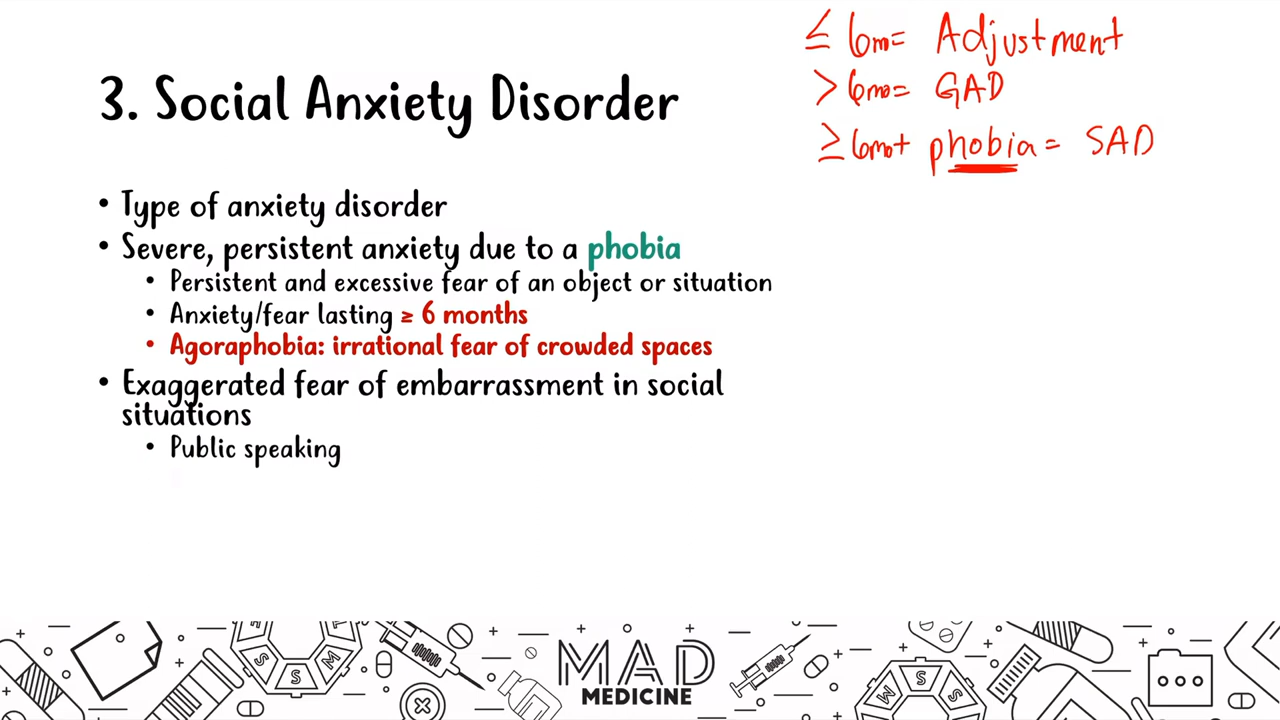 ≤ 6mo= Adjustment
> 6mo= GAD
≥ 6mo+ phobia = SAD
3. Social Anxiety Disorder
• Type of anxiety disorder
• Severe, persistent anxiety due to a phobia
• Persistent and excessive fear of an object or situation
• Anxiety/fear lasting ≥ 6 months
• Agoraphobia: irrational fear of crowded spaces
• Exaggerated fear of embarrassment in social
situations
• Public speaking
MAD
MEDICINE